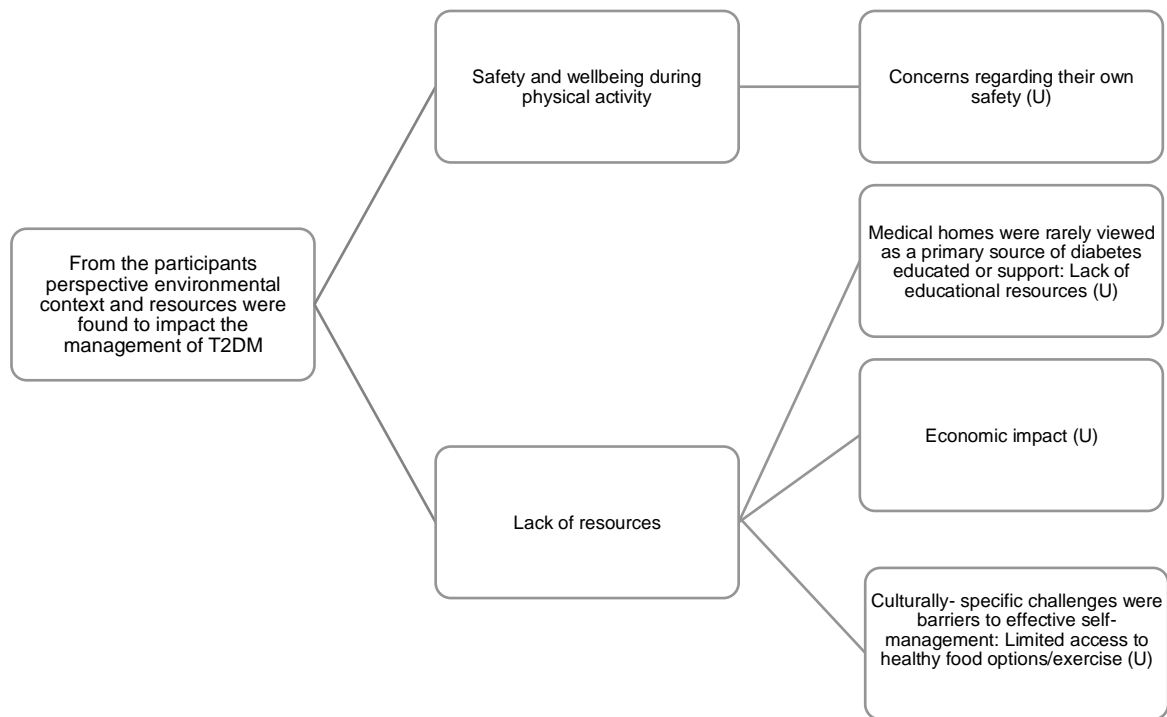 From the participants
perspective environmental
context and resources were
found to impact the
management of T2DM
Safety and wellbeing during
physical activity
Concerns regarding their own
safety (U)
Lack of resources
Medical homes were rarely viewed
as a primary source of diabetes
educated or support: Lack of
educational resources (U)
Economic impact (U)
Culturally- specific challenges were
barriers to effective self-
management: Limited access to
healthy food options/exercise (U)